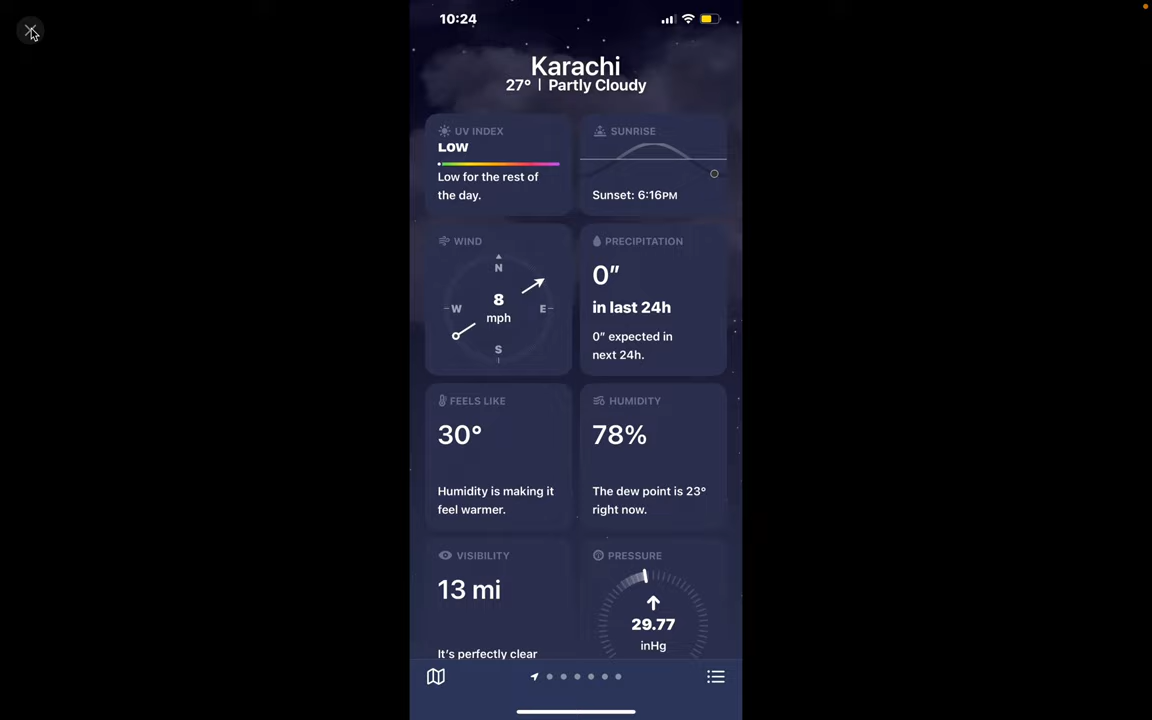 10:24
Karachi
27° | Partly Cloudy
UV INDEX
LOW
Low for the rest of
the day.
SUNRISE
Sunset: 6:16PM
WIND
N
W
8
E
mph
S
PRECIPITATION
0”
in last 24h
0” expected in
next 24h.
FEELS LIKE
30°
Humidity is making it
feel warmer.
HUMIDITY
78%
The dew point is 23°
right now.
VISIBILITY
13 mi
It’s perfectly clear
PRESSURE
29.77
inHg